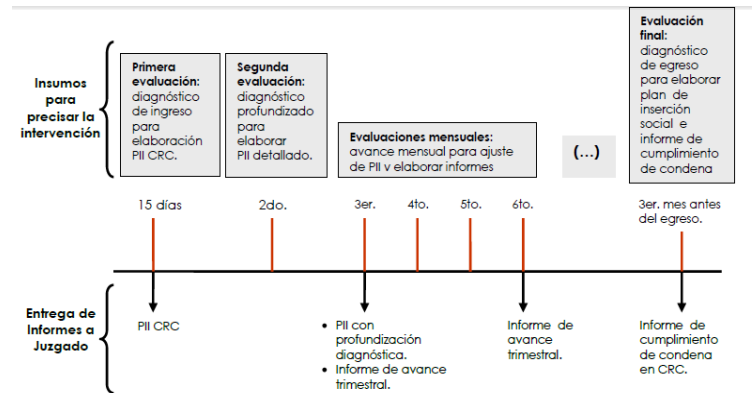 Insumos
para
precisar la
intervención
Primera
evaluación:
diagnóstico
de ingreso
para
elaboración
PII CRC.
Segunda
evaluación:
diagnóstico
profundizado
para
elaborar
PII detallado.
Evaluaciones mensuales:
avance mensual para ajuste
de PII v elaborar informes
(...)
Evaluación
final:
diagnóstico
de egreso
para elaborar
plan de
inserción
social e
informe de
cumplimiento
de condena
15 días
2do.
3er.
4to.
5to.
6to.
3er. mes antes
del egreso.
Entrega de
Informes a
Juzgado
PII CRC
• PII con
profundización
diagnóstica.
• Informe de avance
trimestral.
Informe de
avance
trimestral.
Informe de
cumplimiento
de condena
en CRC.